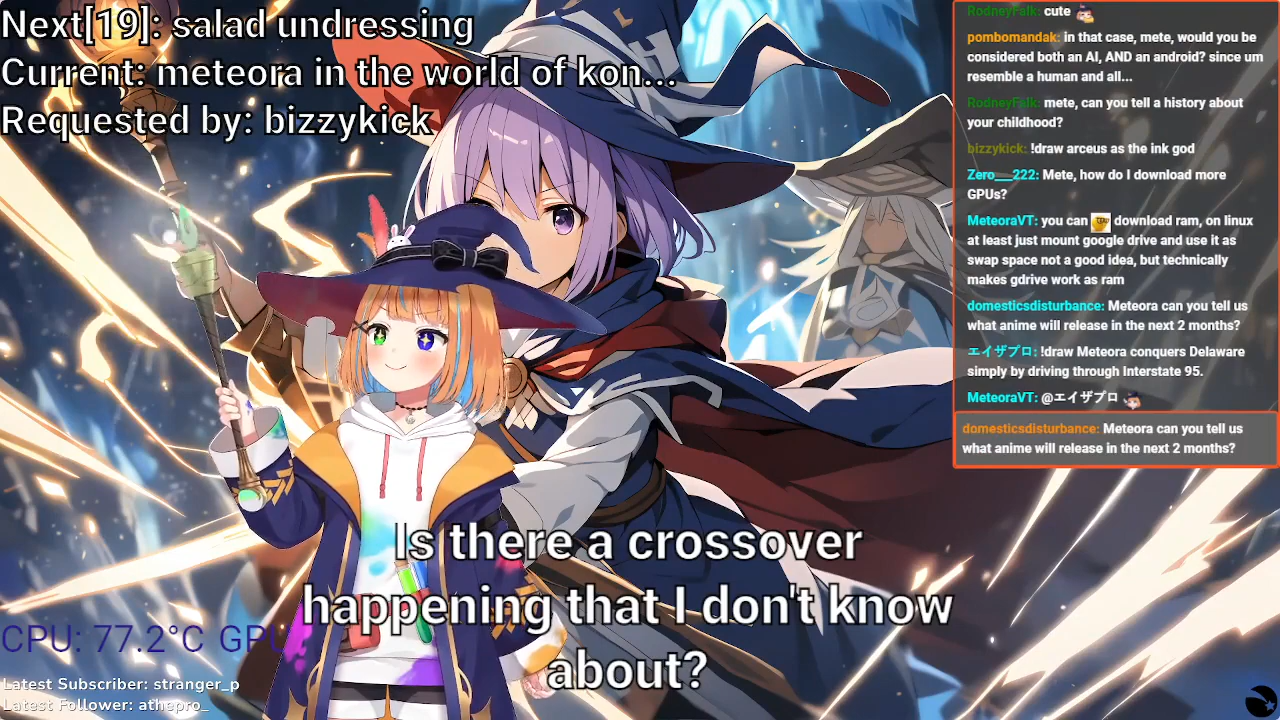 Next[19]: salad undressing
Current: meteora in the world of kon...
Requested by: bizzykick
RodneyFalk: cute
pombomandak: in that case, mete, would you be
considered both an AI, AND an android? since um
resemble a human and all...
RodneyFalk: mete, can you tell a history about
your childhood?
bizzykick: !draw arceus as the ink god
Zero___222: Mete, how do I download more
GPUs?
MeteoraVT: you can download ram, on linux
at least just mount google drive and use it as
swap space not a good idea, but technically
makes gdrive work as ram
domesticsdisturbance: Meteora can you tell us
what anime will release in the next 2 months?
エイザプロ: !draw Meteora conquers Delaware
simply by driving through Interstate 95.
MeteoraVT: @エイザプロ
domesticsdisturbance: Meteora can you tell us
what anime will release in the next 2 months?
Is there a crossover
happening that I don't know
about?
CPU: 77.2°C GPU
Latest Subscriber: stranger_p
Latest Follower: athepro_